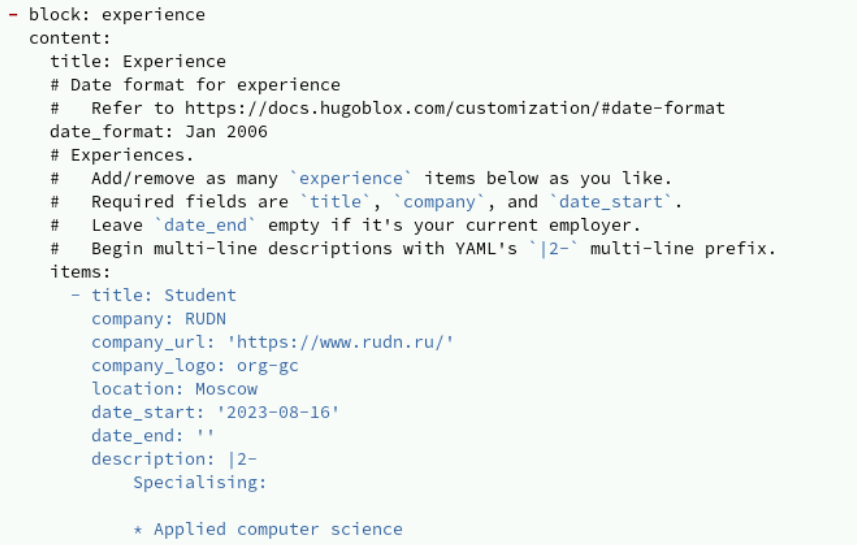 - block: experience
  content:
    title: Experience
    # Date format for experience
    #   Refer to https://docs.hugoblox.com/customization/#date-format
    date_format: Jan 2006
    # Experiences.
    #   Add/remove as many `experience` items below as you like.
    #   Required fields are `title`, `company`, and `date_start`.
    #   Leave `date_end` empty if it's your current employer.
    #   Begin multi-line descriptions with YAML's `|2-` multi-line prefix.
    items:
      - title: Student
        company: RUDN
        company_url: 'https://www.rudn.ru/'
        company_logo: org-gc
        location: Moscow
        date_start: '2023-08-16'
        date_end: ''
        description: |2-
            Specialising:

            * Applied computer science